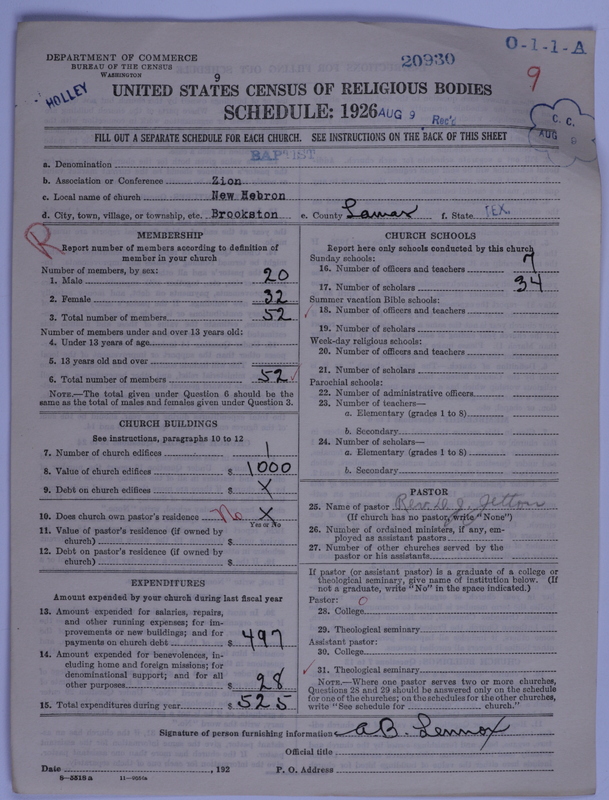 DEPARTMENT OF COMMERCE
BUREAU OF THE CENSUS
WASHINGTON
20930
O-1-1-A
9
9
HOLLEY
UNITED STATES CENSUS OF RELIGIOUS BODIES
SCHEDULE: 1926 AUG 9 Rec'd
C. C.
AUG 9
FILL OUT A SEPARATE SCHEDULE FOR EACH CHURCH. SEE INSTRUCTIONS ON THE BACK OF THIS SHEET
a. Denomination BAPTIST
b. Association or Conference Zion
c. Local name of church New Hebron
d. City, town, village, or township, etc. Brookston e. County Lamar f. State TEX.
R
MEMBERSHIP
Report number of members according to definition of
member in your church
Number of members, by sex:
1. Male 20
2. Female 32
3. Total number of members 52
Number of members under and over 13 years old:
4. Under 13 years of age
5. 13 years old and over
6. Total number of members 52 ✓
NOTE.—The total given under Question 6 should be the
same as the total of males and females given under Question 3.
CHURCH BUILDINGS
See instructions, paragraphs 10 to 12
7. Number of church edifices 1
8. Value of church edifices $ 1000
9. Debt on church edifices $ X
10. Does church own pastor's residence No X
Yes or No
11. Value of pastor's residence (if owned by
church) $
12. Debt on pastor's residence (if owned by
church) $
EXPENDITURES
Amount expended by your church during last fiscal year
13. Amount expended for salaries, repairs,
and other running expenses; for im-
provements or new buildings; and for
payments on church debt $ 497
14. Amount expended for benevolences, in-
cluding home and foreign missions; for
denominational support; and for all
other purposes $ 28
15. Total expenditures during year $ 525
CHURCH SCHOOLS
Report here only schools conducted by this church
Sunday schools:
16. Number of officers and teachers 7
17. Number of scholars 34
Summer vacation Bible schools:
✓ 18. Number of officers and teachers
19. Number of scholars
Week-day religious schools:
20. Number of officers and teachers
21. Number of scholars
Parochial schools:
22. Number of administrative officers
23. Number of teachers—
a. Elementary (grades 1 to 8)
b. Secondary
24. Number of scholars—
a. Elementary (grades 1 to 8)
b. Secondary
PASTOR
25. Name of pastor Rev. D. J. Jetton
(If church has no pastor, write "None")
26. Number of ordained ministers, if any, em-
ployed as assistant pastors
27. Number of other churches served by the
pastor or his assistants
If pastor (or assistant pastor) is a graduate of a college or
theological seminary, give name of institution below. (If
not a graduate, write "No" in the space indicated.)
Pastor: 0
28. College
29. Theological seminary
Assistant pastor:
30. College
✓ 31. Theological seminary
NOTE.—Where one pastor serves two or more churches,
Questions 28 and 29 should be answered only on the schedule
for one of the churches; on the schedules for the other churches,
write "See schedule for church."
Signature of person furnishing information A B. Lennox
Official title
Date , 192 P. O. Address
8-5519a 11-9050a